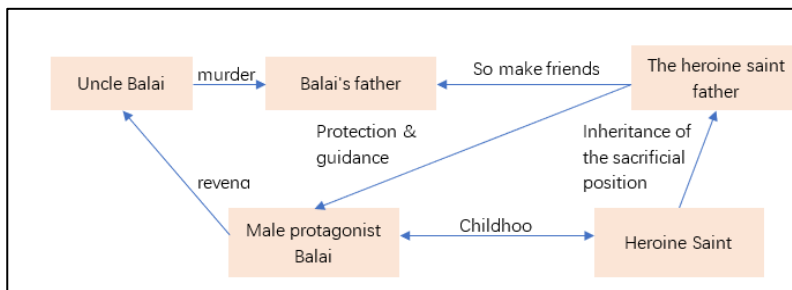 Uncle Balai
murder
Balai's father
So make friends
The heroine saint
father
Protection &
guidance
Inheritance of
the sacrificial
position
revena
Male protagonist
Balai
Childhoo
Heroine Saint